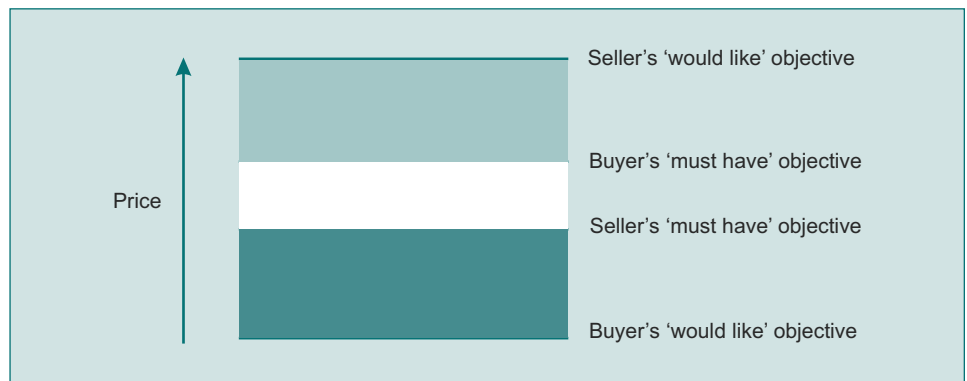 Seller’s ‘would like’ objective
Buyer’s ‘must have’ objective
Price
Seller’s ‘must have’ objective
Buyer’s ‘would like’ objective